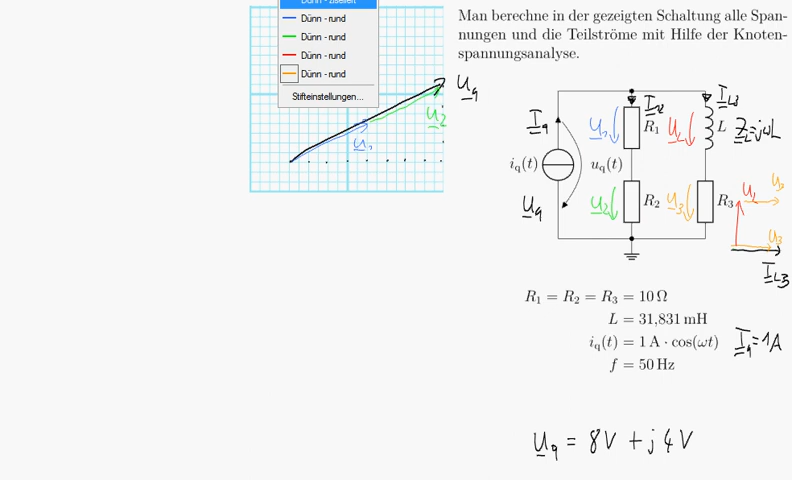 Dünn - rund
Dünn - rund
Dünn - rund
Dünn - rund
Stifteinstellungen...
Man berechne in der gezeigten Schaltung alle Span-
nungen und die Teilströme mit Hilfe der Knoten-
spannungsanalyse.
U_q
U_2
U_1
I_q
I_L3
U_1
R_1
U_L
L
Z_L=jωL
i_q(t)
u_q(t)
U_q
U_2
R_2
U_3
R_3
U_L
U_3
I_L3
R_1 = R_2 = R_3 = 10 Ω
L = 31,831 mH
i_q(t) = 1 A · cos(ωt)
I_q=1A
f = 50 Hz
U_q = 8V + j4V